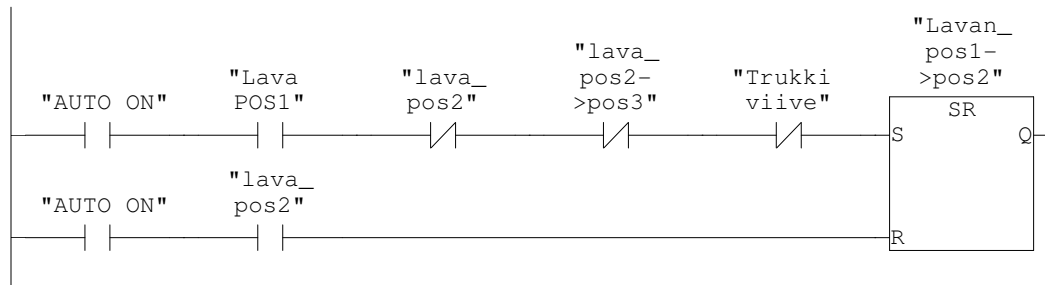 "Lavan_
pos1-
>pos2"
"lava_
pos2-
>pos3"
"Lava
POS1"
"lava_
pos2"
"Trukki
viive"
"AUTO ON"
SR
S
Q
"lava_
pos2"
"AUTO ON"
R